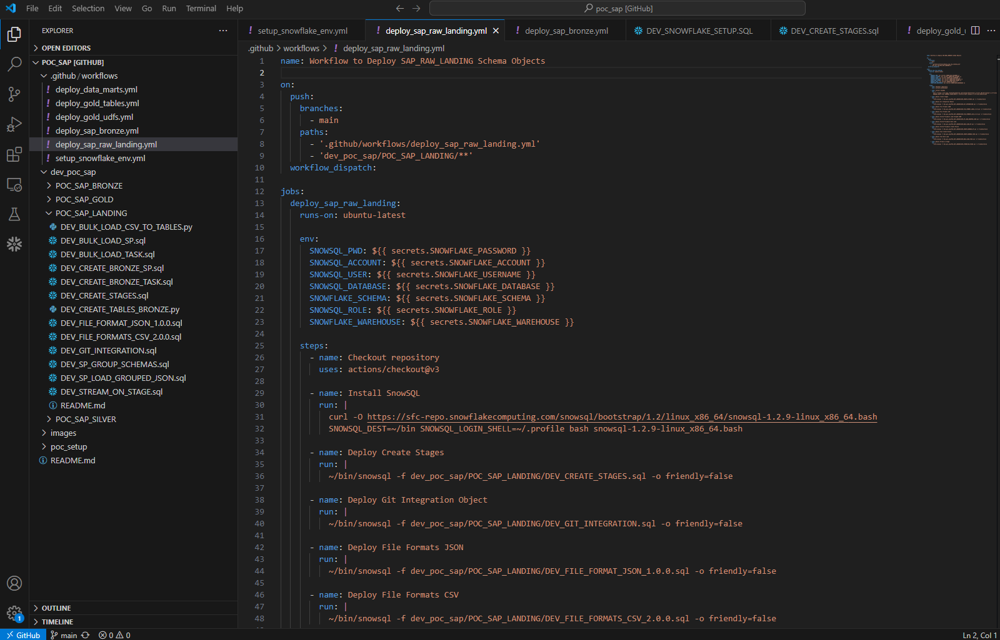 File Edit Selection View Go Run Terminal Help
poc_sap [GitHub]
EXPLORER
OPEN EDITORS
POC_SAP [GITHUB]
.github / workflows
deploy_data_marts.yml
deploy_gold_tables.yml
deploy_gold_udfs.yml
deploy_sap_bronze.yml
deploy_sap_raw_landing.yml
setup_snowflake_env.yml
dev_poc_sap
POC_SAP_BRONZE
POC_SAP_GOLD
POC_SAP_LANDING
DEV_BULK_LOAD_CSV_TO_TABLES.py
DEV_BULK_LOAD_SP.sql
DEV_BULK_LOAD_TASK.sql
DEV_CREATE_BRONZE_SP.sql
DEV_CREATE_BRONZE_TASK.sql
DEV_CREATE_STAGES.sql
DEV_CREATE_TABLES_BRONZE.py
DEV_FILE_FORMAT_JSON_1.0.0.sql
DEV_FILE_FORMATS_CSV_2.0.0.sql
DEV_GIT_INTEGRATION.sql
DEV_SP_GROUP_SCHEMAS.sql
DEV_SP_LOAD_GROUPED_JSON.sql
DEV_STREAM_ON_STAGE.sql
README.md
POC_SAP_SILVER
images
poc_setup
README.md
OUTLINE
TIMELINE
setup_snowflake_env.yml deploy_sap_raw_landing.yml deploy_sap_bronze.yml DEV_SNOWFLAKE_SETUP.SQL DEV_CREATE_STAGES.sql deploy_gold_
.github > workflows > deploy_sap_raw_landing.yml
1 name: Workflow to Deploy SAP_RAW_LANDING Schema Objects
2
3 on:
4 push:
5 branches:
6 - main
7 paths:
8 - '.github/workflows/deploy_sap_raw_landing.yml'
9 - 'dev_poc_sap/POC_SAP_LANDING/**'
10 workflow_dispatch:
11
12 jobs:
13 deploy_sap_raw_landing:
14 runs-on: ubuntu-latest
15
16 env:
17 SNOWSQL_PWD: ${{ secrets.SNOWFLAKE_PASSWORD }}
18 SNOWSQL_ACCOUNT: ${{ secrets.SNOWFLAKE_ACCOUNT }}
19 SNOWSQL_USER: ${{ secrets.SNOWFLAKE_USERNAME }}
20 SNOWSQL_DATABASE: ${{ secrets.SNOWFLAKE_DATABASE }}
21 SNOWFLAKE_SCHEMA: ${{ secrets.SNOWFLAKE_SCHEMA }}
22 SNOWSQL_ROLE: ${{ secrets.SNOWFLAKE_ROLE }}
23 SNOWFLAKE_WAREHOUSE: ${{ secrets.SNOWFLAKE_WAREHOUSE }}
24
25 steps:
26 - name: Checkout repository
27 uses: actions/checkout@v3
28
29 - name: Install SnowSQL
30 run: |
31 curl -O https://sfc-repo.snowflakecomputing.com/snowsql/bootstrap/1.2/linux_x86_64/snowsql-1.2.9-linux_x86_64.bash
32 SNOWSQL_DEST=~/bin SNOWSQL_LOGIN_SHELL=~/.profile bash snowsql-1.2.9-linux_x86_64.bash
33
34 - name: Deploy Create Stages
35 run: |
36 ~/bin/snowsql -f dev_poc_sap/POC_SAP_LANDING/DEV_CREATE_STAGES.sql -o friendly=false
37
38 - name: Deploy Git Integration Object
39 run: |
40 ~/bin/snowsql -f dev_poc_sap/POC_SAP_LANDING/DEV_GIT_INTEGRATION.sql -o friendly=false
41
42 - name: Deploy File Formats JSON
43 run: |
44 ~/bin/snowsql -f dev_poc_sap/POC_SAP_LANDING/DEV_FILE_FORMAT_JSON_1.0.0.sql -o friendly=false
45
46 - name: Deploy File Formats CSV
47 run: |
48 ~/bin/snowsql -f dev_poc_sap/POC_SAP_LANDING/DEV_FILE_FORMATS_CSV_2.0.0.sql -o friendly=false
1
GitHub main 0 0 Ln 2, Col 1